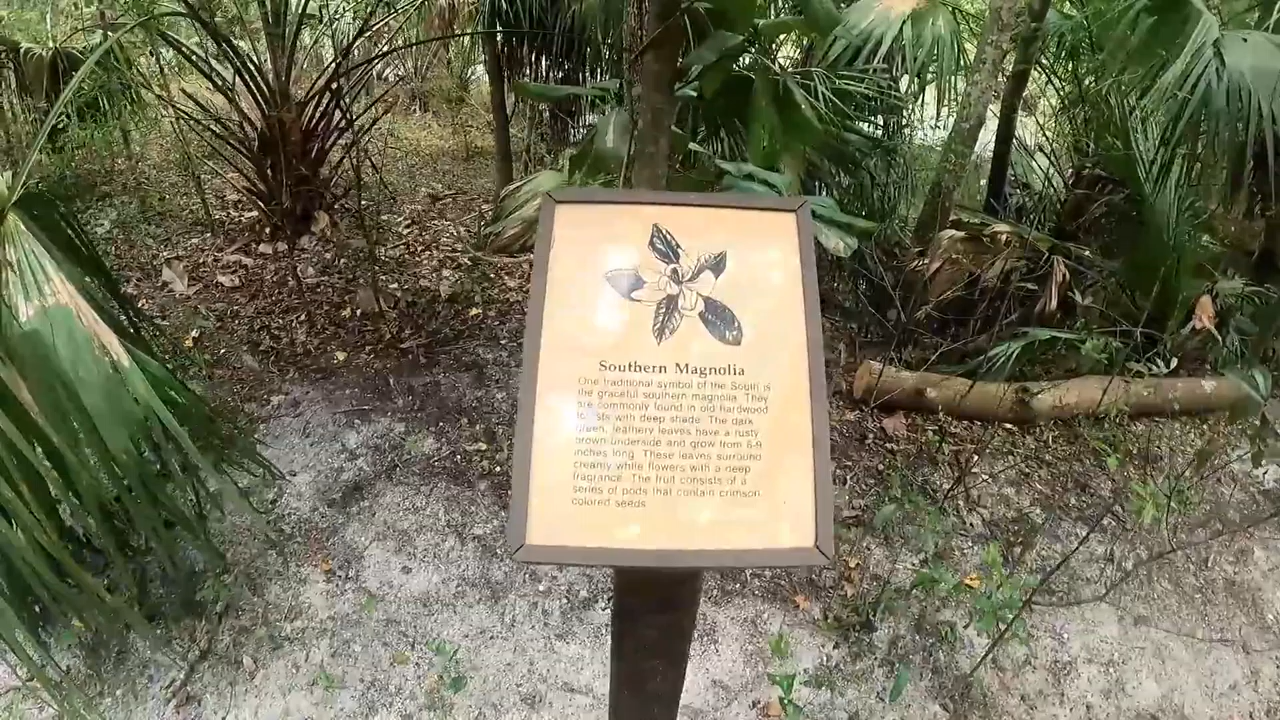 Southern Magnolia
One traditional symbol of the South is
the graceful southern magnolia. They
are commonly found in old hardwood
with deep shade. The dark
green, leathery leaves have a rusty
brown underside and grow from 6-9
inches long. These leaves surround
creamy white flowers with a deep
fragrance. The fruit consists of a
series of pods that contain crimson
colored seeds.